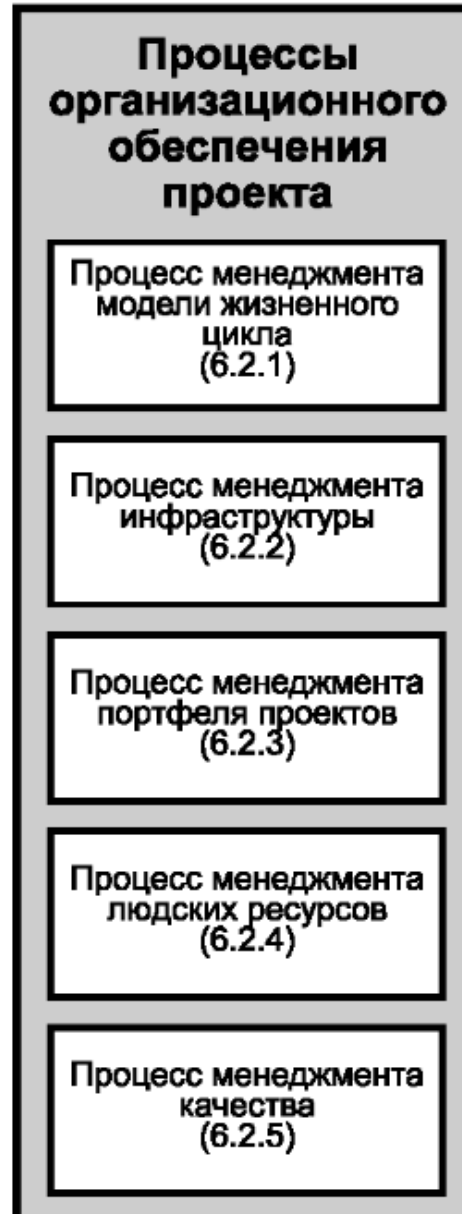 Процессы
организационного
обеспечения
проекта
Процесс менеджмента
модели жизненного
цикла
(6.2.1)
Процесс менеджмента
инфраструктуры
(6.2.2)
Процесс менеджмента
портфеля проектов
(6.2.3)
Процесс менеджмента
людских ресурсов
(6.2.4)
Процесс менеджмента
качества
(6.2.5)